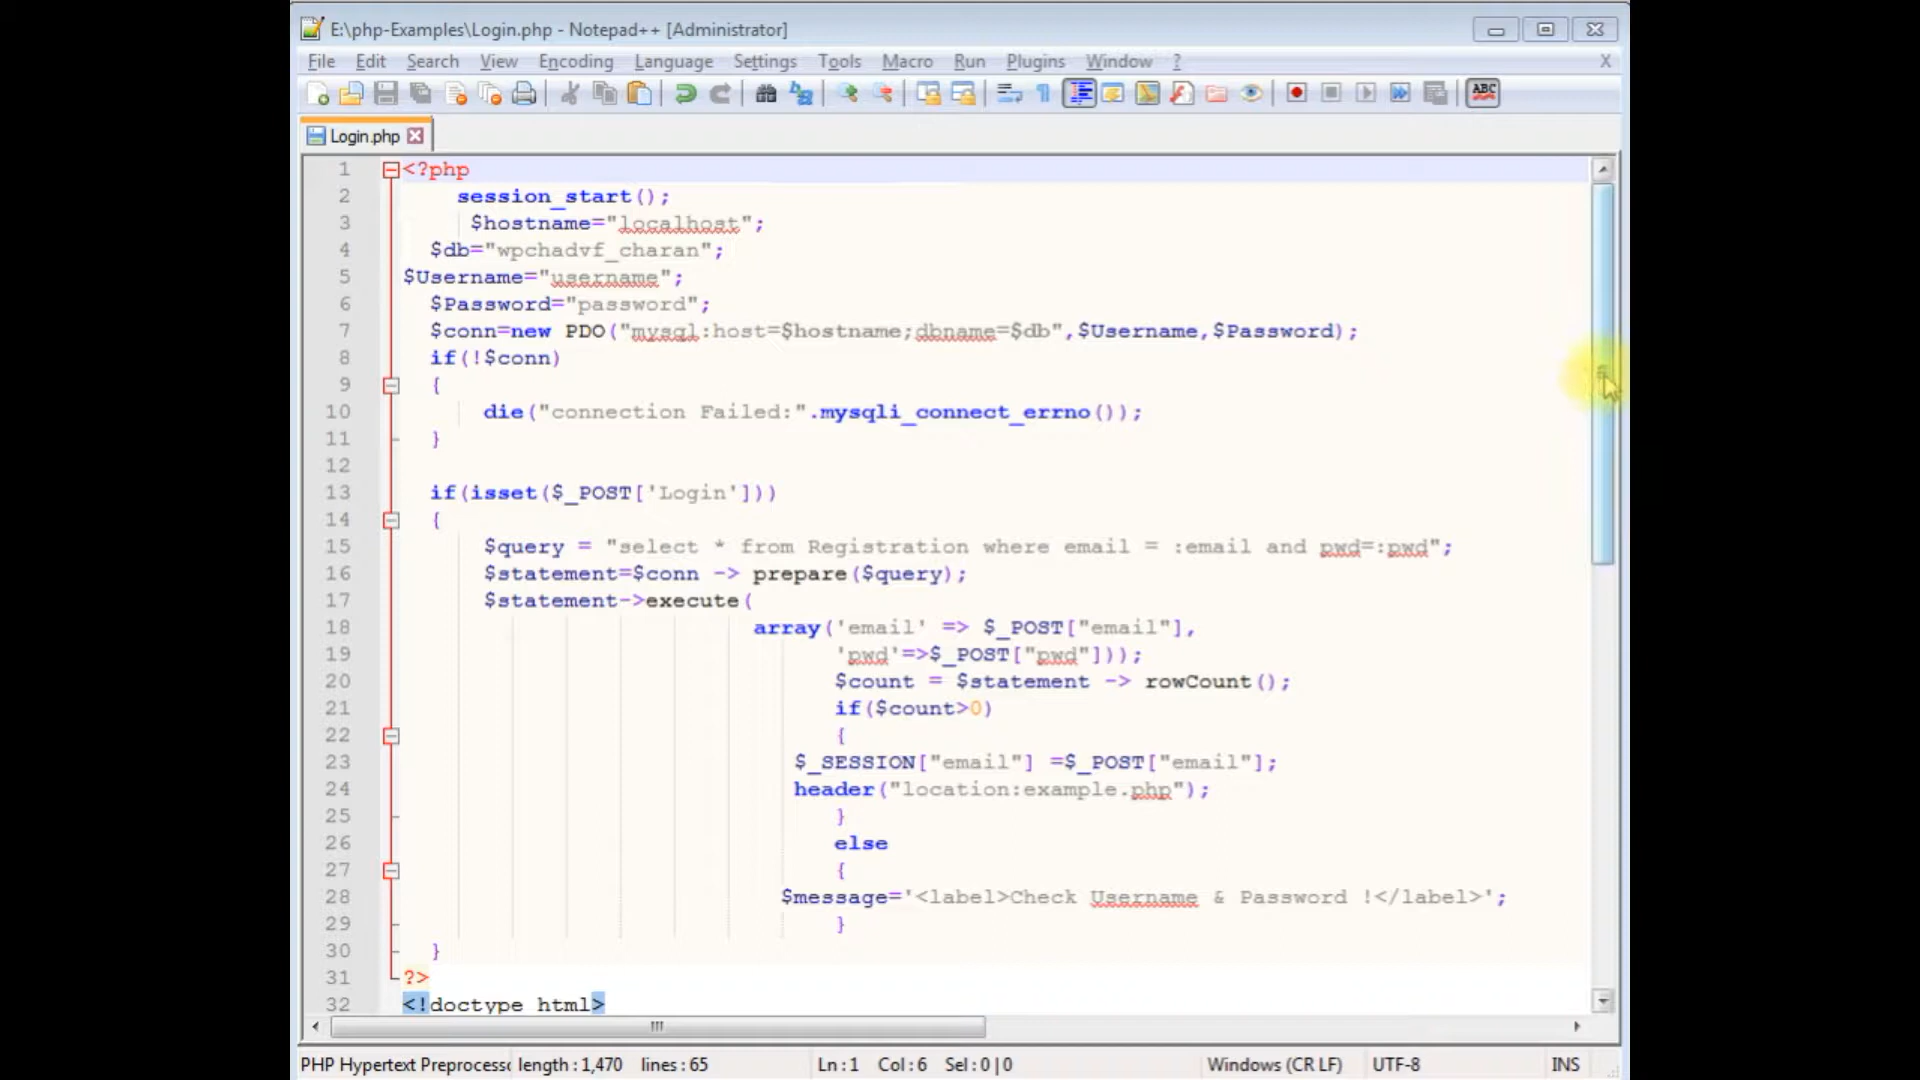 E:\php-Examples\Login.php - Notepad++ [Administrator]
File Edit Search View Encoding Language Settings Tools Macro Run Plugins Window ? X
ABC
Login.php
1 <?php
2 session_start();
3 $hostname="localhost";
4 $db="wpchadvf_charan";
5 $Username="username";
6 $Password="password";
7 $conn=new PDO("mysql:host=$hostname;dbname=$db",$Username,$Password);
8 if(!$conn)
9 {
10 die("connection Failed:".mysqli_connect_errno());
11 }
12
13 if(isset($_POST['Login']))
14 {
15 $query = "select * from Registration where email = :email and pwd=:pwd";
16 $statement=$conn -> prepare($query);
17 $statement->execute(
18 array('email' => $_POST["email"],
19 'pwd'=>$_POST["pwd"]));
20 $count = $statement -> rowCount();
21 if($count>0)
22 {
23 $_SESSION["email"] =$_POST["email"];
24 header("location:example.php");
25 }
26 else
27 {
28 $message='<label>Check Username & Password !</label>';
29 }
30 }
31 ?>
32 <!doctype html>
PHP Hypertext Preprocesso length : 1,470 lines : 65 Ln : 1 Col : 6 Sel : 0 | 0 Windows (CR LF) UTF-8 INS